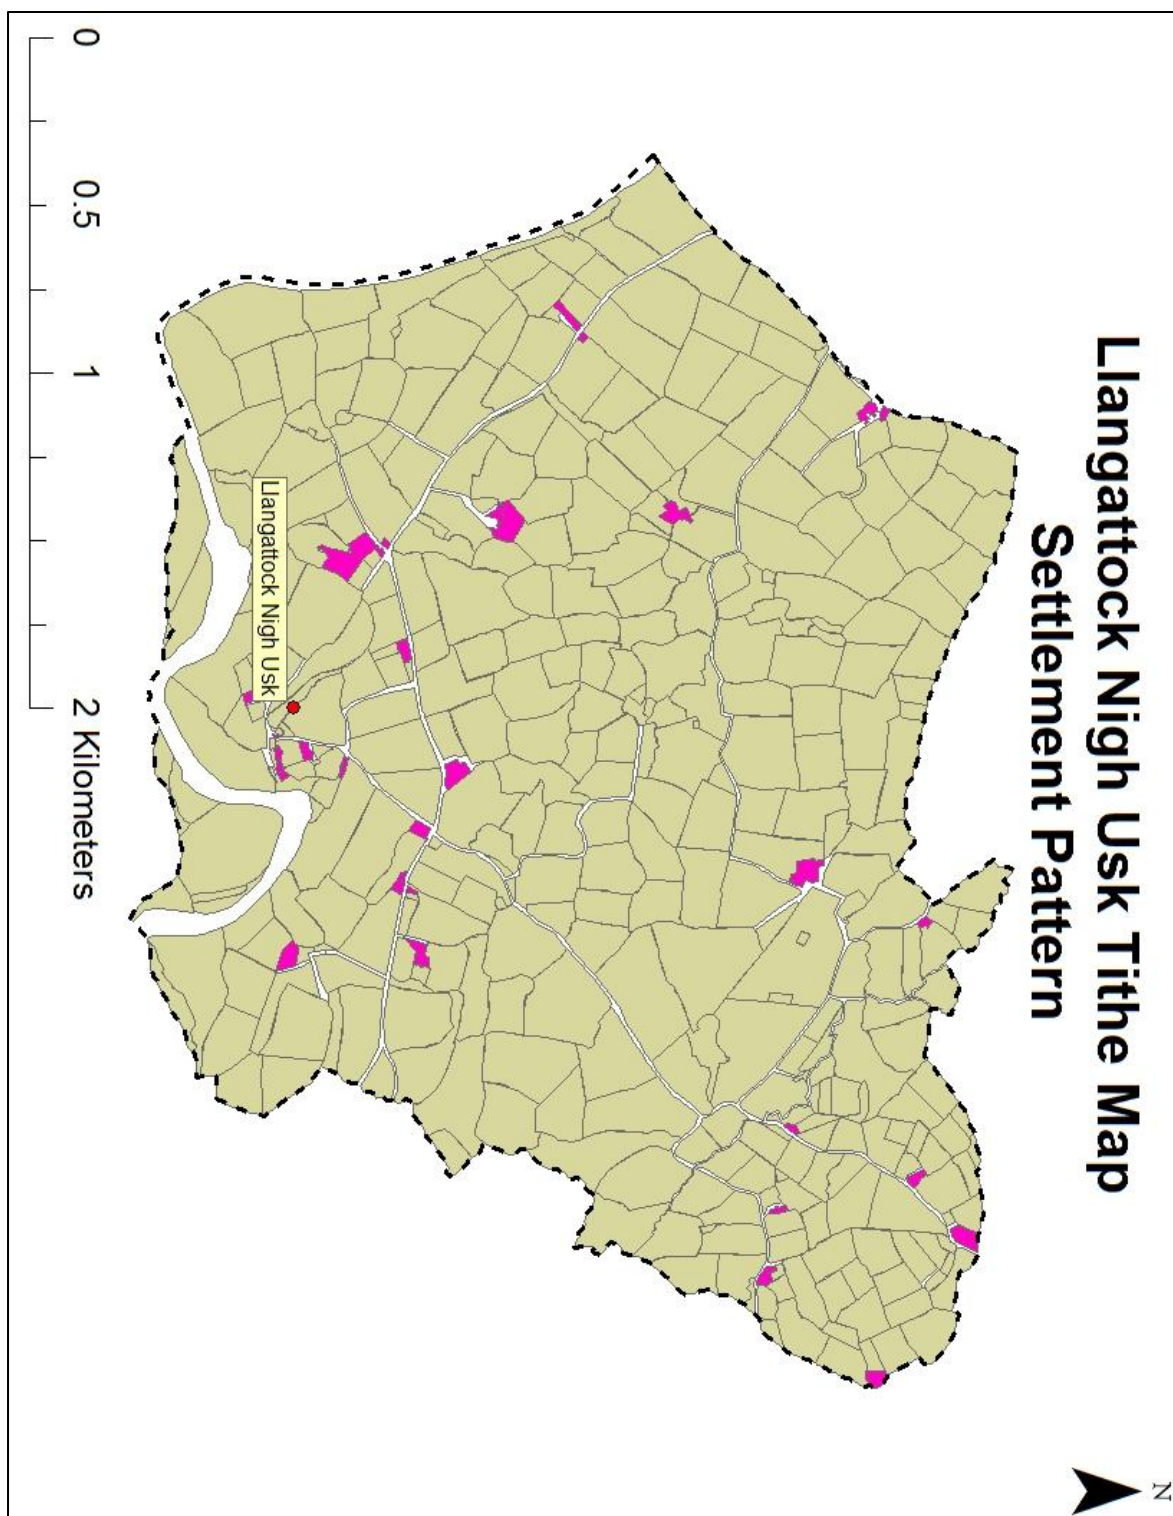 Llangattock Nigh Usk Tithe Map
Settlement Pattern
N
Llangattock Nigh Usk
0 0.5 1 2 Kilometers